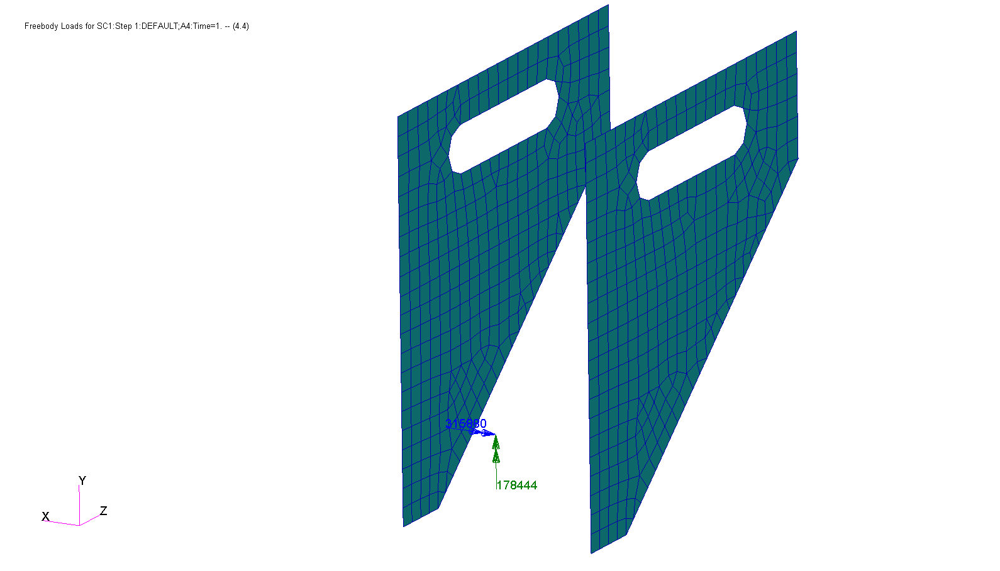 Freebody Loads for SC1:Step 1:DEFAULT;A4:Time=1. -- (4.4)
315880
178444
Y
X
Z